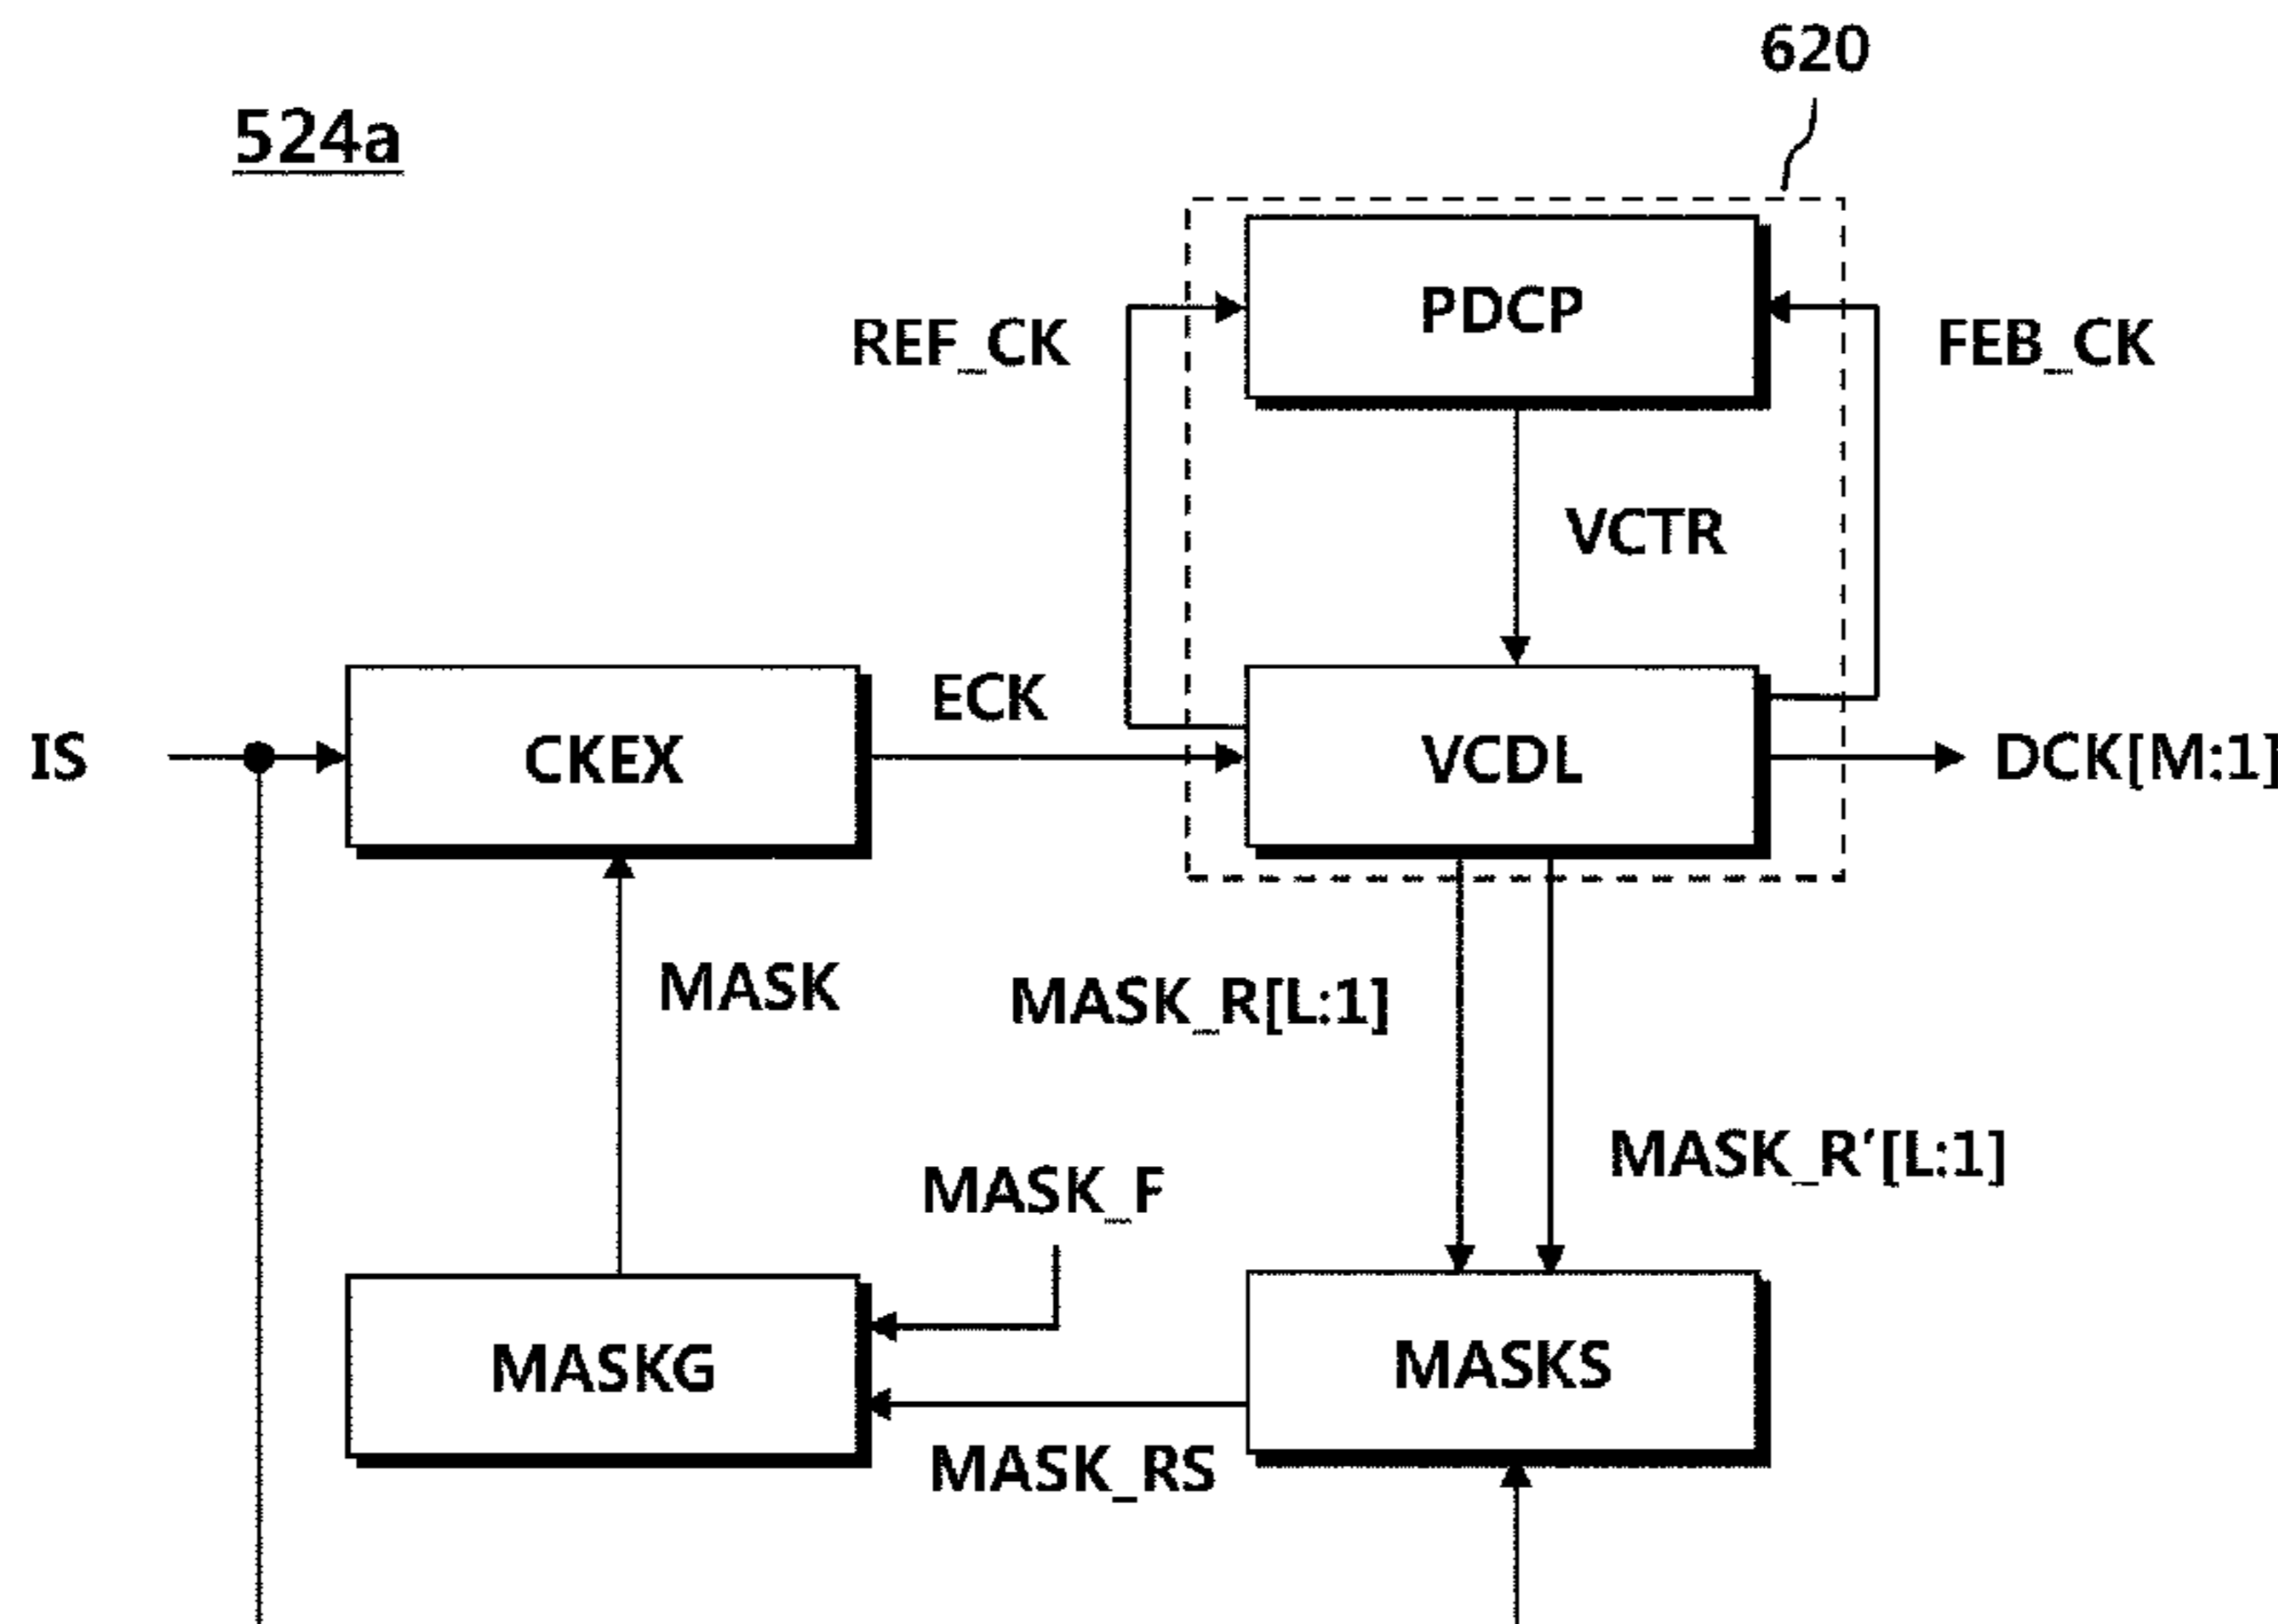 620
524a
PDCP
REF_CK
FEB_CK
VCTR
ECK
IS
CKEX
VCDL
DCK[M:1]
MASK
MASK_R[L:1]
MASK_R'[L:1]
MASK_F
MASKG
MASKS
MASK_RS